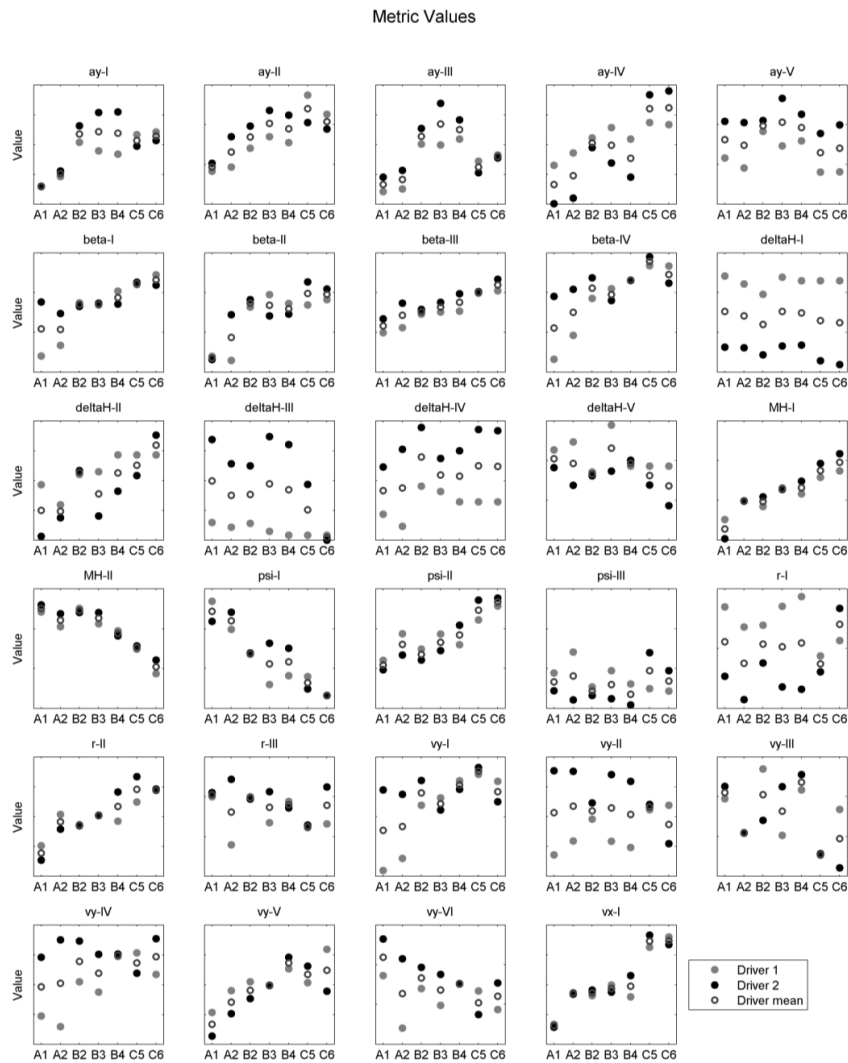 Metric Values
ay-I ay-II ay-III ay-IV ay-V
Value
A1 A2 B2 B3 B4 C5 C6 A1 A2 B2 B3 B4 C5 C6 A1 A2 B2 B3 B4 C5 C6 A1 A2 B2 B3 B4 C5 C6 A1 A2 B2 B3 B4 C5 C6
beta-I beta-II beta-III beta-IV deltaH-I
Value
A1 A2 B2 B3 B4 C5 C6 A1 A2 B2 B3 B4 C5 C6 A1 A2 B2 B3 B4 C5 C6 A1 A2 B2 B3 B4 C5 C6 A1 A2 B2 B3 B4 C5 C6
deltaH-II deltaH-III deltaH-IV deltaH-V MH-I
Value
A1 A2 B2 B3 B4 C5 C6 A1 A2 B2 B3 B4 C5 C6 A1 A2 B2 B3 B4 C5 C6 A1 A2 B2 B3 B4 C5 C6 A1 A2 B2 B3 B4 C5 C6
MH-II psi-I psi-II psi-III r-I
Value
A1 A2 B2 B3 B4 C5 C6 A1 A2 B2 B3 B4 C5 C6 A1 A2 B2 B3 B4 C5 C6 A1 A2 B2 B3 B4 C5 C6 A1 A2 B2 B3 B4 C5 C6
r-II r-III vy-I vy-II vy-III
Value
A1 A2 B2 B3 B4 C5 C6 A1 A2 B2 B3 B4 C5 C6 A1 A2 B2 B3 B4 C5 C6 A1 A2 B2 B3 B4 C5 C6 A1 A2 B2 B3 B4 C5 C6
vy-IV vy-V vy-VI vx-I
Value
A1 A2 B2 B3 B4 C5 C6 A1 A2 B2 B3 B4 C5 C6 A1 A2 B2 B3 B4 C5 C6 A1 A2 B2 B3 B4 C5 C6
Driver 1
Driver 2
Driver mean